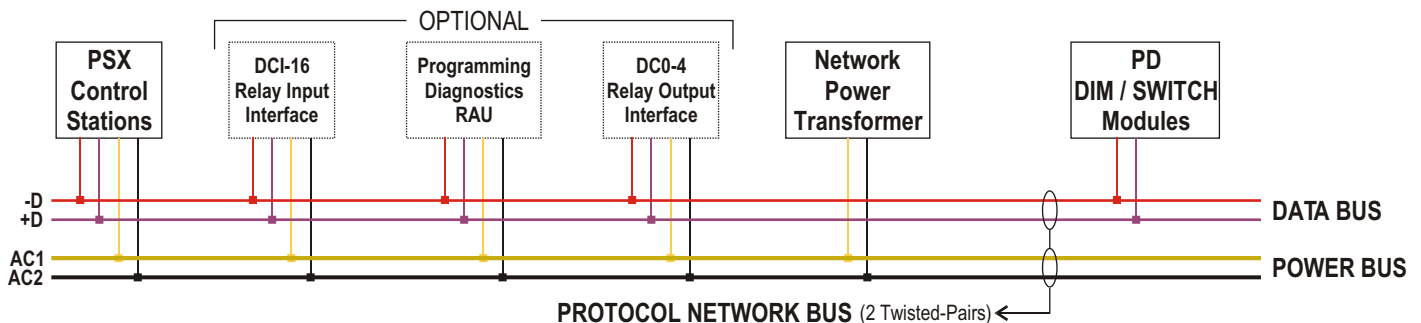 OPTIONAL
PSX
Control
Stations
DCI-16
Relay Input
Interface
Programming
Diagnostics
RAU
DC0-4
Relay Output
Interface
Network
Power
Transformer
PD
DIM / SWITCH
Modules
-D
+D
DATA BUS
AC1
AC2
POWER BUS
PROTOCOL NETWORK BUS (2 Twisted-Pairs)